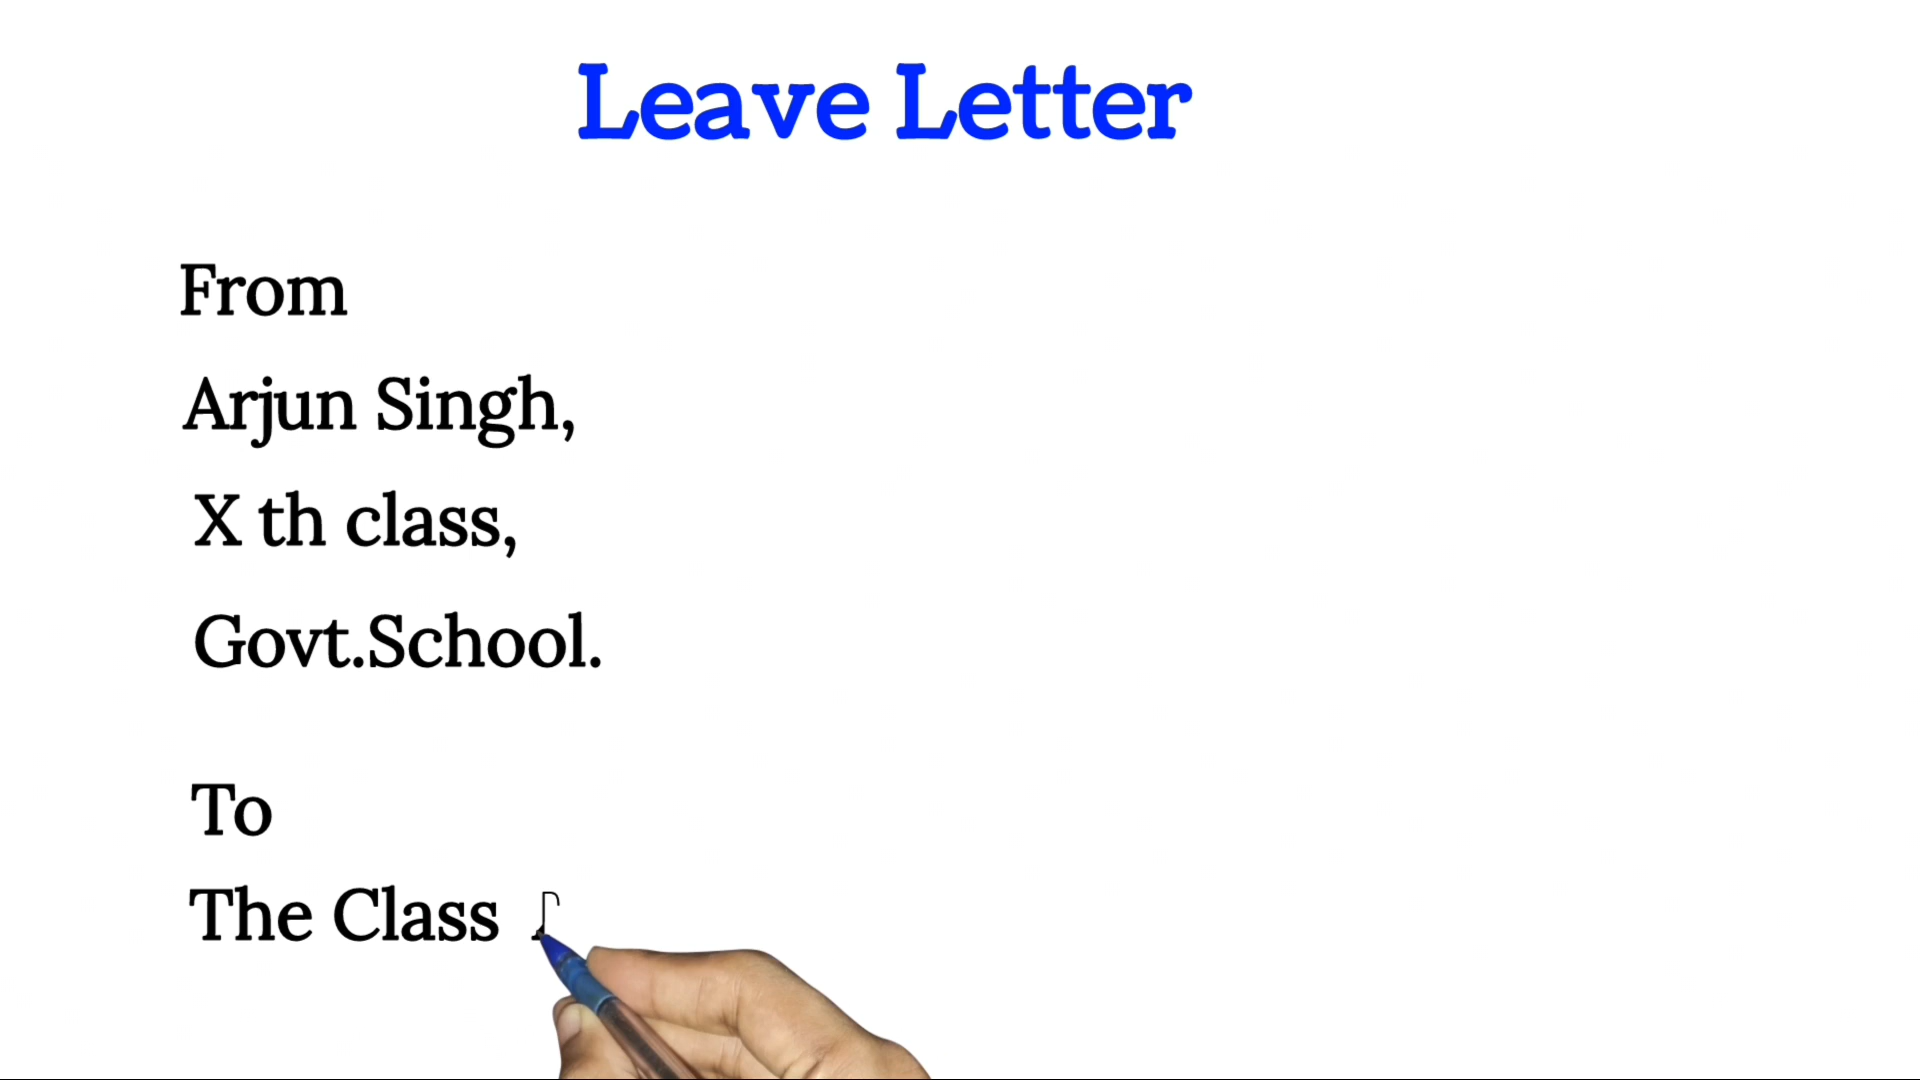 Leave Letter
From
Arjun Singh,
X th class,
Govt.School.
To
The Class